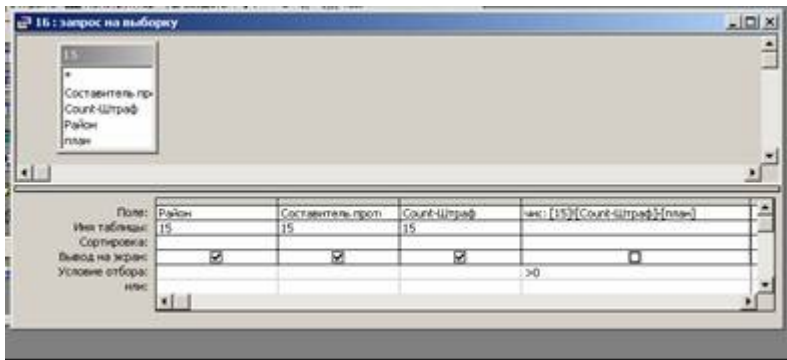 16 : запрос на выборку
15
*
Составитель про
Count-Штраф
Район
план
Поле: Район Составитель прот Count-Штраф чис: [15]![Count-Штраф]-[план]
Имя таблицы: 15 15 15
Сортировка:
Вывод на экран:
Условие отбора: >0
или: